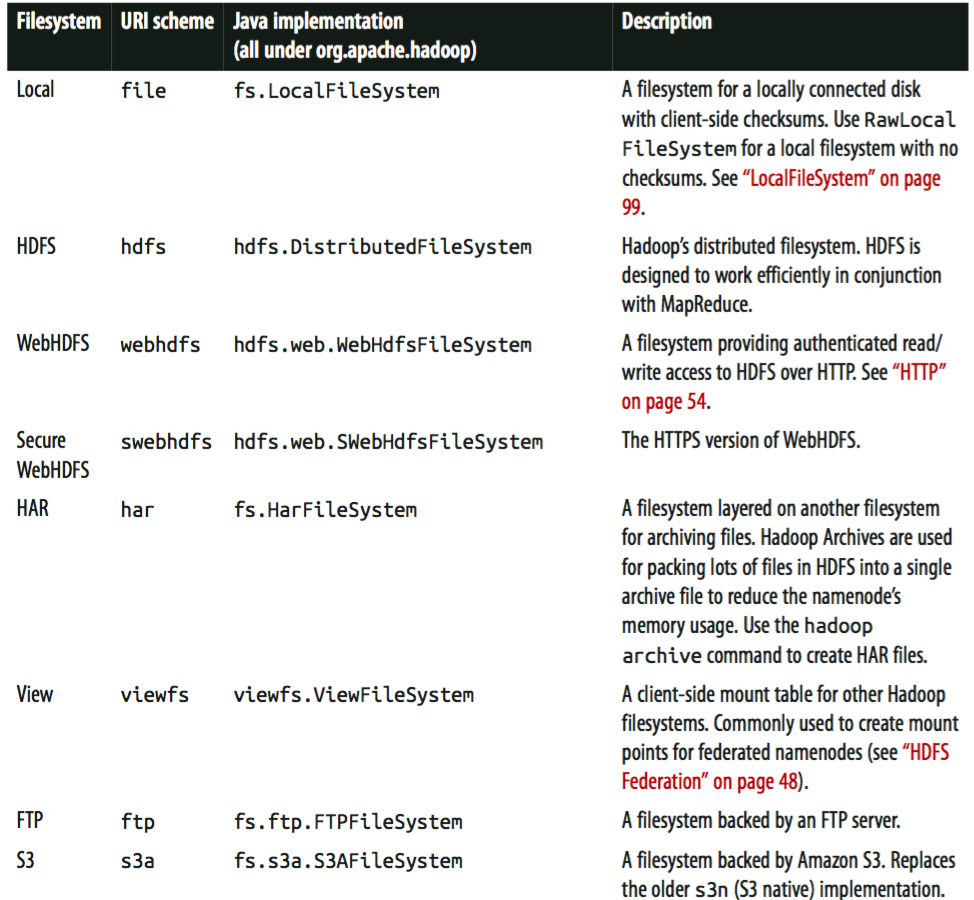 Filesystem URI scheme Java implementation Description
(all under org.apache.hadoop)
Local file fs.LocalFileSystem A filesystem for a locally connected disk
with client-side checksums. Use RawLocal
FileSystem for a local filesystem with no
checksums. See “LocalFileSystem” on page
99.
HDFS hdfs hdfs.DistributedFileSystem Hadoop’s distributed filesystem. HDFS is
designed to work efficiently in conjunction
with MapReduce.
WebHDFS webhdfs hdfs.web.WebHdfsFileSystem A filesystem providing authenticated read/
write access to HDFS over HTTP. See “HTTP”
on page 54.
Secure swebhdfs hdfs.web.SWebHdfsFileSystem The HTTPS version of WebHDFS.
WebHDFS
HAR har fs.HarFileSystem A filesystem layered on another filesystem
for archiving files. Hadoop Archives are used
for packing lots of files in HDFS into a single
archive file to reduce the namenode’s
memory usage. Use the hadoop
archive command to create HAR files.
View viewfs viewfs.ViewFileSystem A client-side mount table for other Hadoop
filesystems. Commonly used to create mount
points for federated namenodes (see “HDFS
Federation” on page 48).
FTP ftp fs.ftp.FTPFileSystem A filesystem backed by an FTP server.
S3 s3a fs.s3a.S3AFileSystem A filesystem backed by Amazon S3. Replaces
the older s3n (S3 native) implementation.